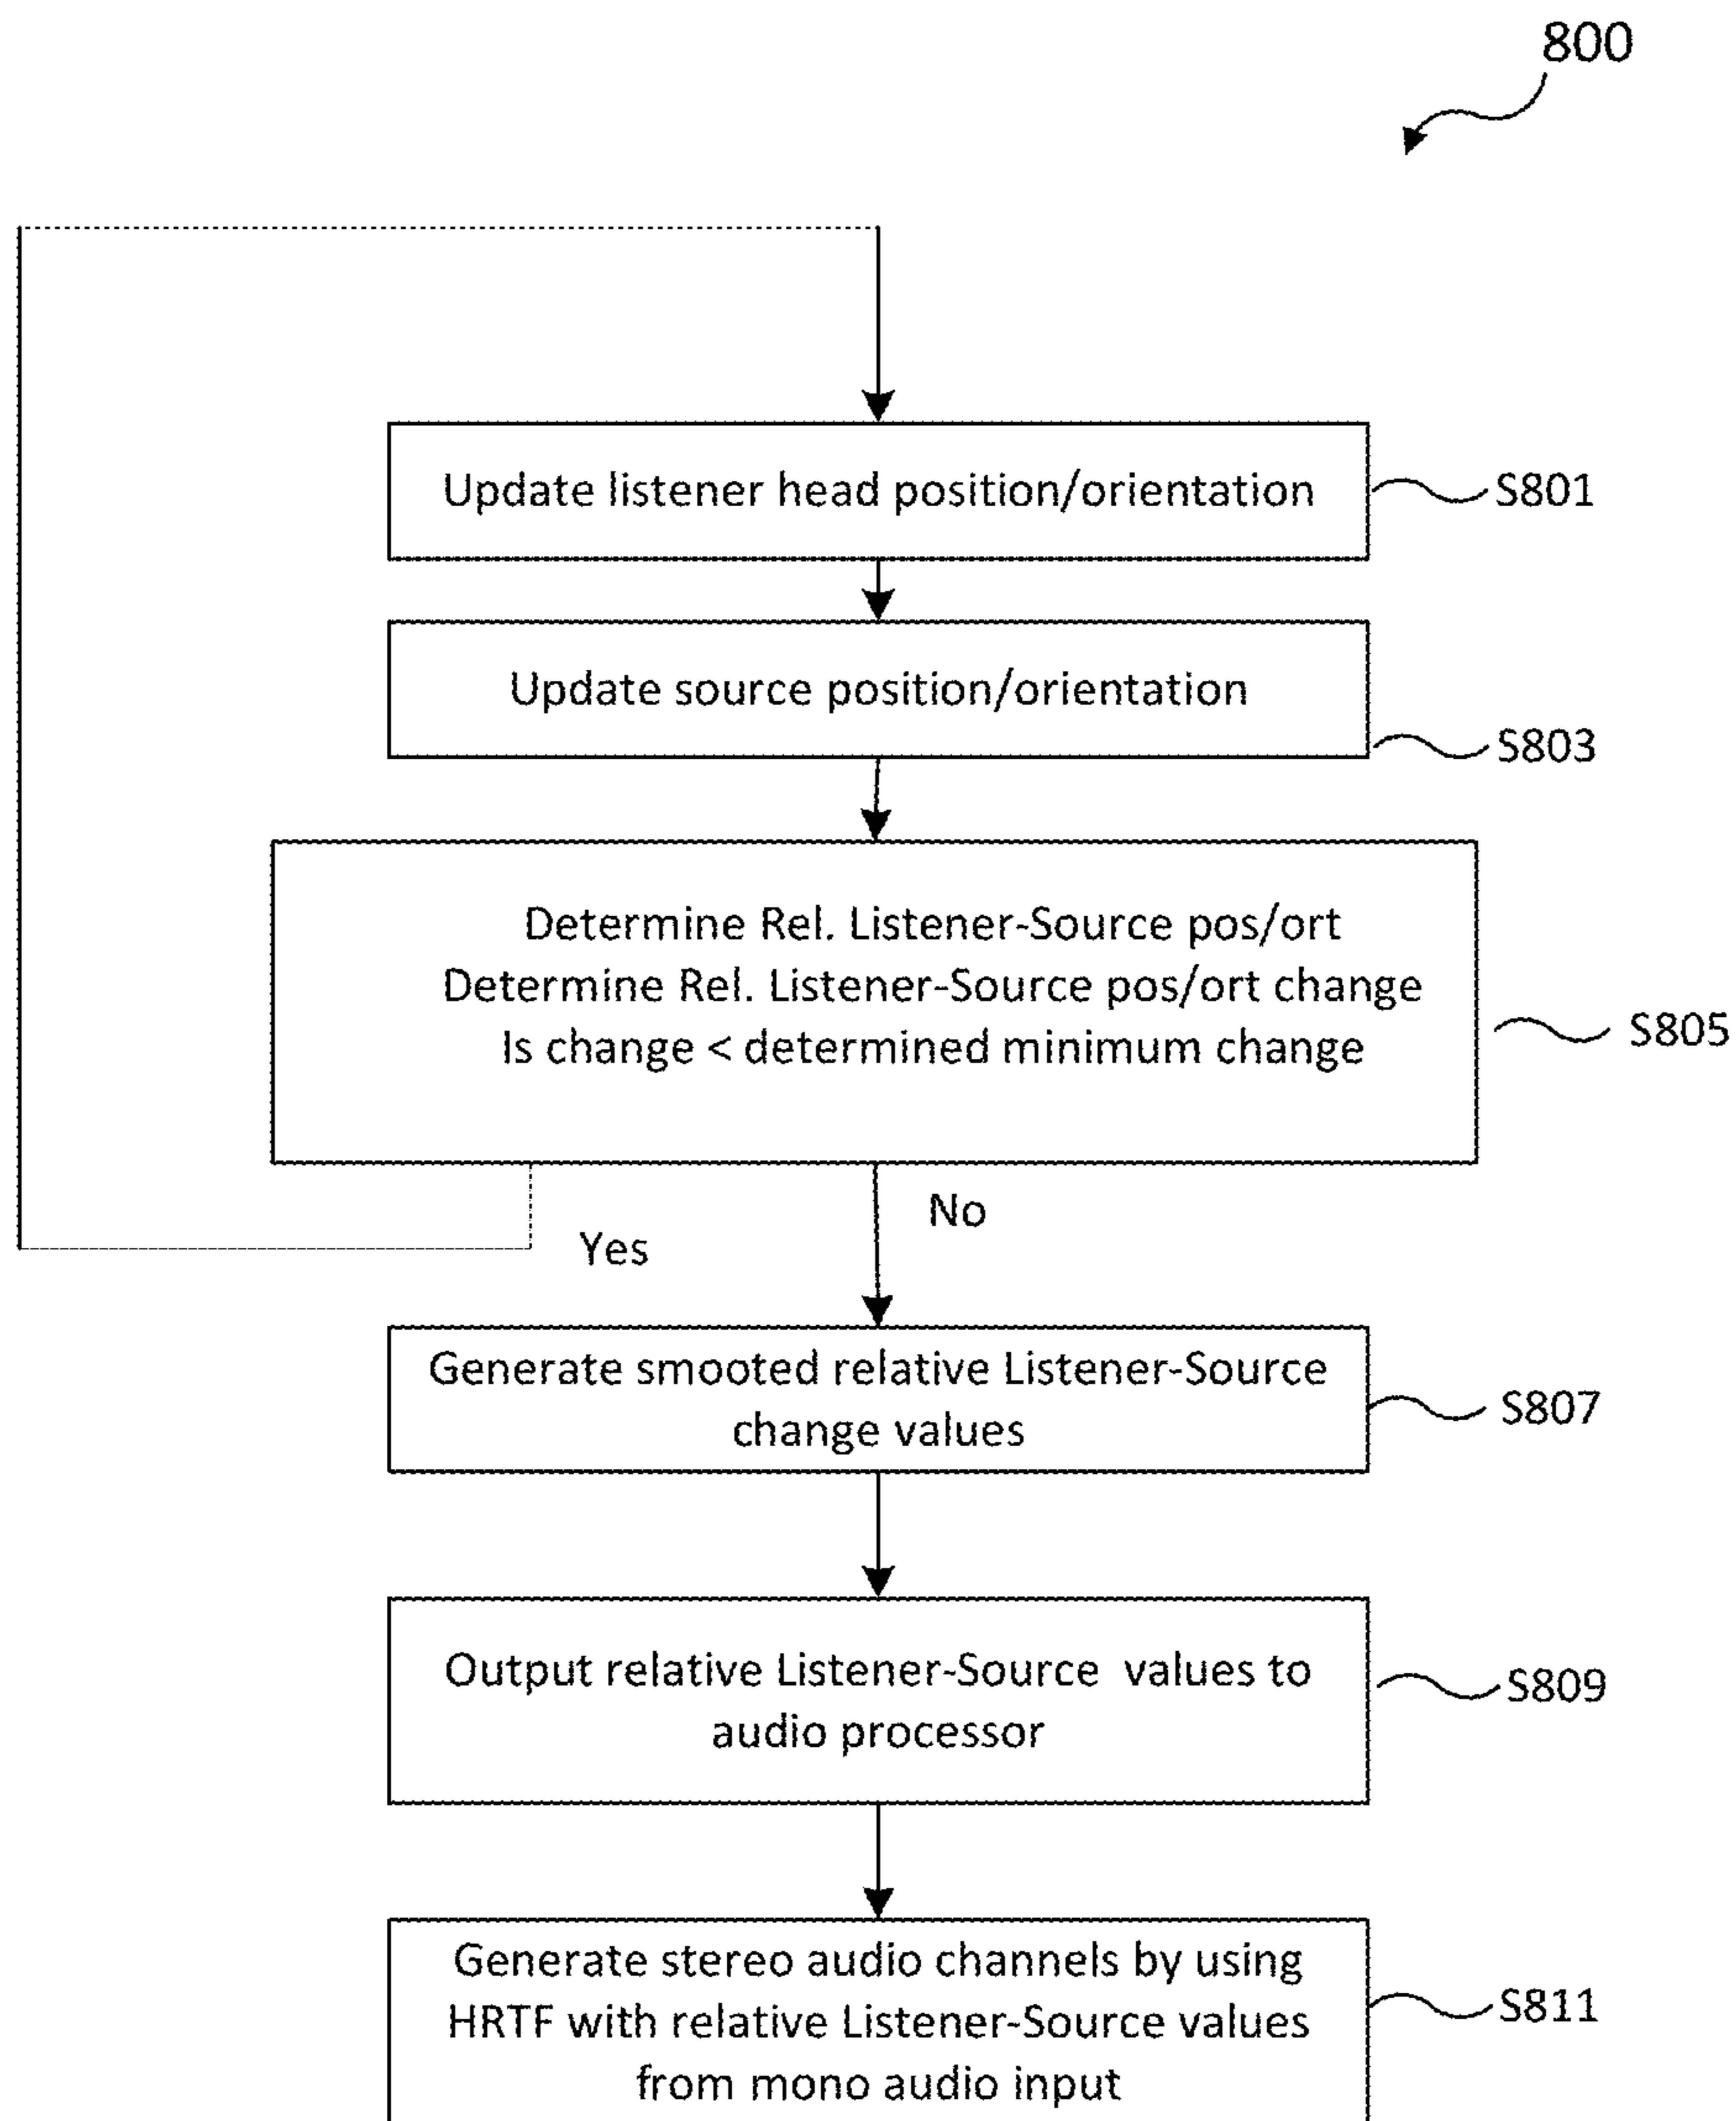 800
Update listener head position/orientation
S801
Update source position/orientation
S803
Determine Rel. Listener-Source pos/ort
Determine Rel. Listener-Source pos/ort change
Is change < determined minimum change
S805
No
Yes
Generate smooted relative Listener-Source
change values
S807
Output relative Listener-Source values to
audio processor
S809
Generate stereo audio channels by using
HRTF with relative Listener-Source values
from mono audio input
S811